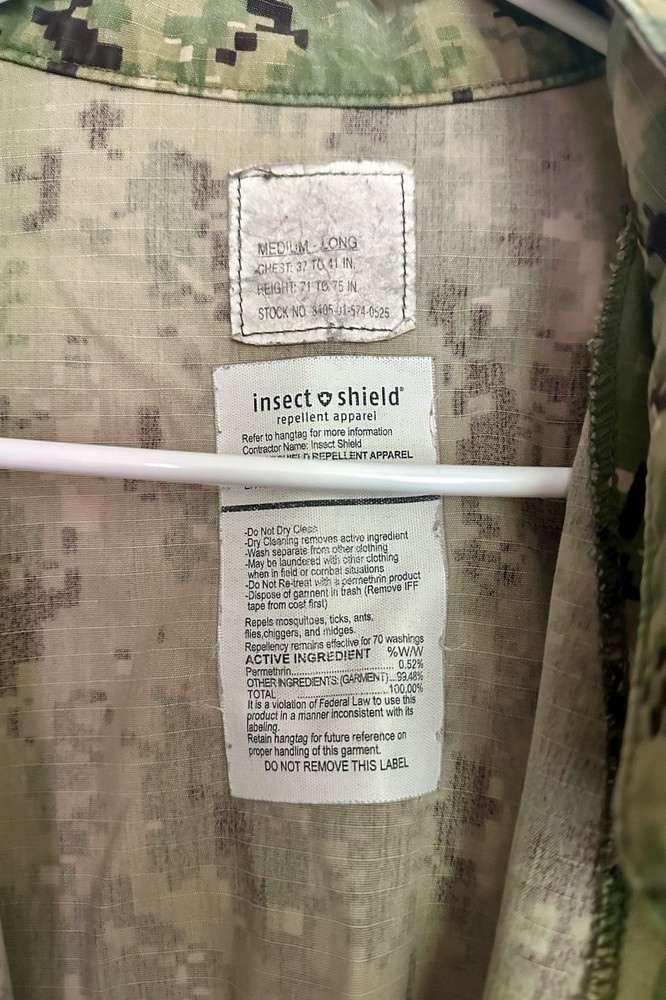 MEDIUM - LONG
CHEST: 37 TO 41 IN.
HEIGHT: 71 TO 75 IN.
STOCK NO. 8405-01-574-0525
insect shield®
repellent apparel
Refer to hangtag for more information
Contractor Name: Insect Shield
SHIELD REPELLENT APPAREL
-Do Not Dry Clean
-Dry Cleaning removes active ingredient
-Wash separate from other clothing
-May be laundered with other clothing
when in field or combat situations
-Do Not Re-treat with a permethrin product
-Dispose of garment in trash (Remove IFF
tape from coat first)
Repels mosquitoes, ticks, ants,
flies,chiggers, and midges.
Repellency remains effective for 70 washings
ACTIVE INGREDIENT %W/W
Permethrin..............................0.52%
OTHER INGREDIENTS: (GARMENT)...99.48%
TOTAL ..............................100.00%
It is a violation of Federal Law to use this
product in a manner inconsistent with its
labeling.
Retain hangtag for future reference on
proper handling of this garment.
DO NOT REMOVE THIS LABEL